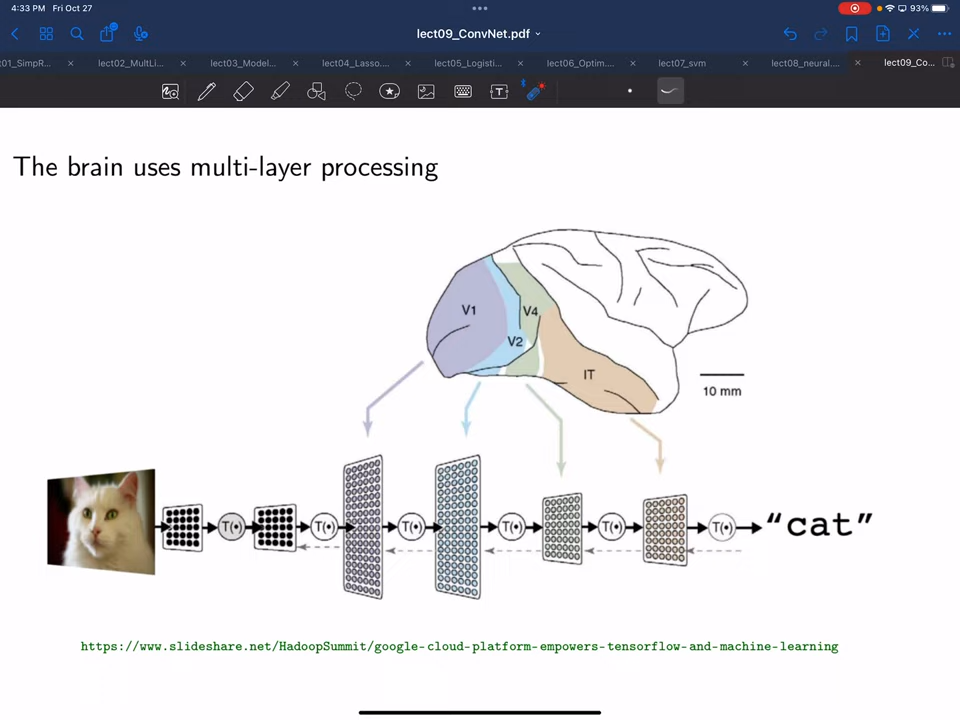 4:33 PM Fri Oct 27
93%
lect09_ConvNet.pdf
01_SimpR...
lect02_MultLi...
lect03_Model...
lect04_Lasso....
lect05_Logisti...
lect06_Optim....
lect07_svm
lect08_neural....
lect09_Co...
The brain uses multi-layer processing
V1
V4
V2
IT
10 mm
T(•) T(•) T(•) T(•) T(•) T(•) "cat"
https://www.slideshare.net/HadoopSummit/google-cloud-platform-empowers-tensorflow-and-machine-learning